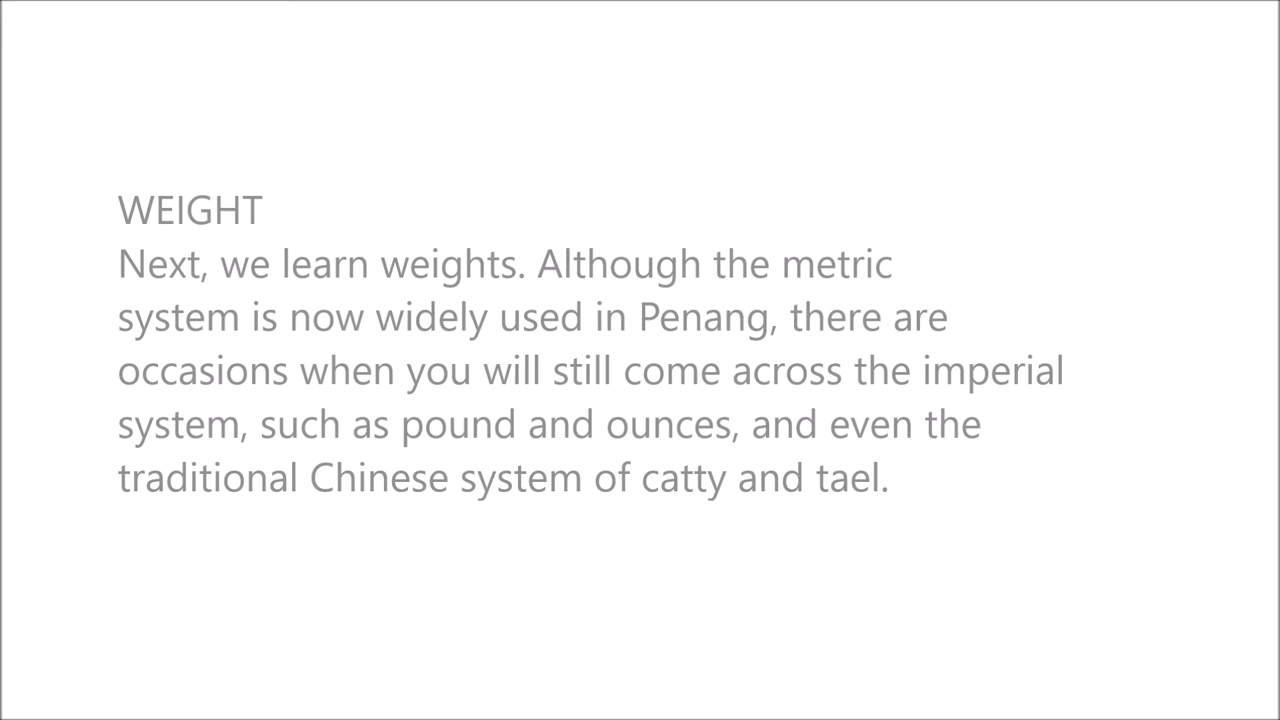 WEIGHT
Next, we learn weights. Although the metric
system is now widely used in Penang, there are
occasions when you will still come across the imperial
system, such as pound and ounces, and even the
traditional Chinese system of catty and tael.